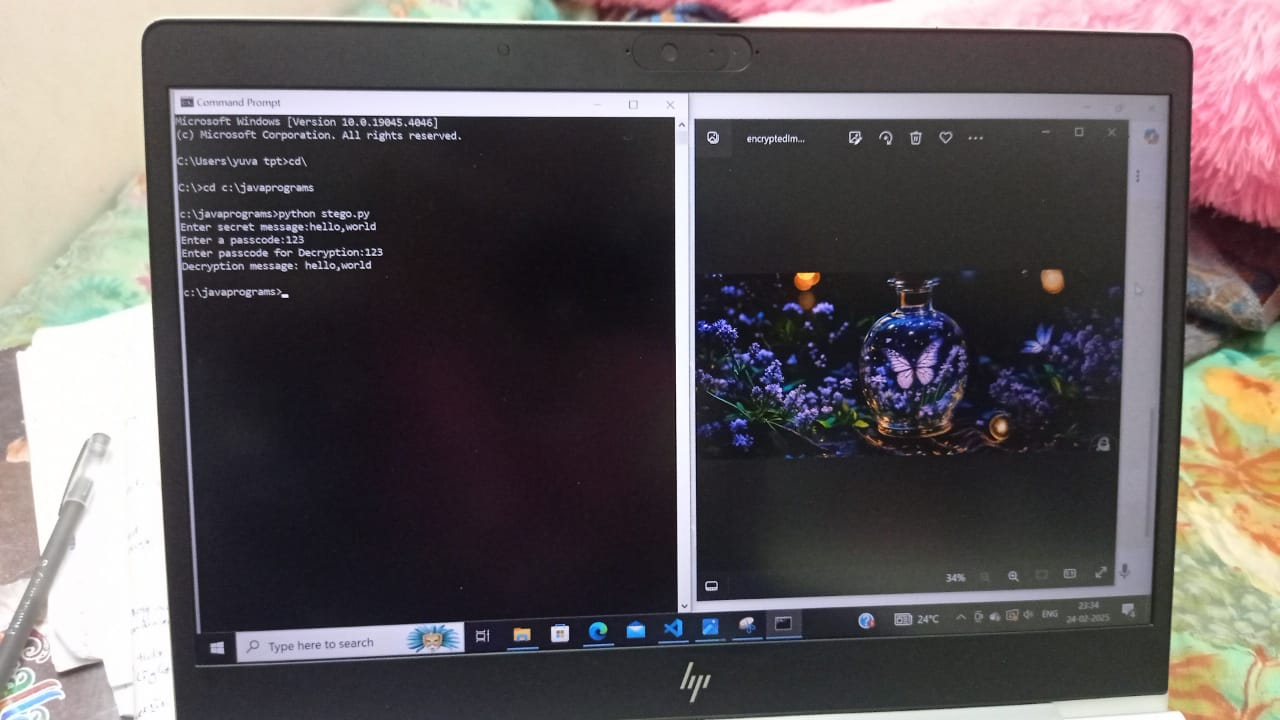 Command Prompt
Microsoft Windows [Version 10.0.19045.4046]
(c) Microsoft Corporation. All rights reserved.
C:\Users\yuva tpt>cd\
C:\>cd c:\javaprograms
c:\javaprograms>python stego.py
Enter secret message:hello,world
Enter a passcode:123
Enter passcode for Decryption:123
Decryption message: hello,world
c:\javaprograms>
encryptedIm...
34%
Type here to search
24°C
ENG
23:34
24-02-2025
hp